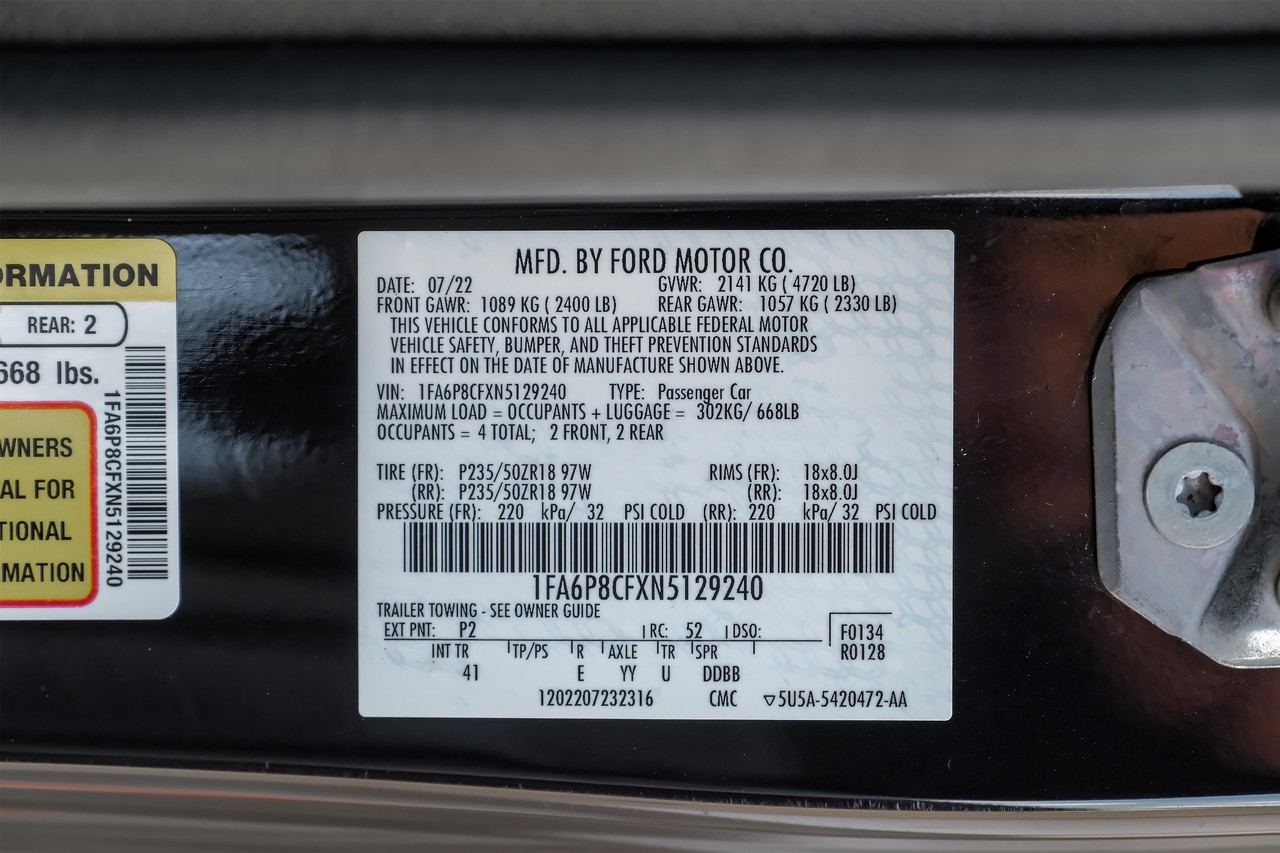 ORMATION
REAR: 2
668 lbs.
WNERS
AL FOR
TIONAL
MATION
1FA6P8CFXN5129240
MFD. BY FORD MOTOR CO.
DATE: 07/22 GVWR: 2141 KG ( 4720 LB)
FRONT GAWR: 1089 KG ( 2400 LB) REAR GAWR: 1057 KG ( 2330 LB)
THIS VEHICLE CONFORMS TO ALL APPLICABLE FEDERAL MOTOR
VEHICLE SAFETY, BUMPER, AND THEFT PREVENTION STANDARDS
IN EFFECT ON THE DATE OF MANUFACTURE SHOWN ABOVE.
VIN: 1FA6P8CFXN5129240 TYPE: Passenger Car
MAXIMUM LOAD = OCCUPANTS + LUGGAGE = 302KG/ 668LB
OCCUPANTS = 4 TOTAL; 2 FRONT, 2 REAR
TIRE (FR): P235/50ZR18 97W RIMS (FR): 18x8.0J
(RR): P235/50ZR18 97W (RR): 18x8.0J
PRESSURE (FR): 220 kPa/ 32 PSI COLD (RR): 220 kPa/ 32 PSI COLD
1FA6P8CFXN5129240
TRAILER TOWING - SEE OWNER GUIDE
EXT PNT: P2 RC: 52 DSO: F0134
INT TR TP/PS R AXLE TR SPR R0128
41 E YY U DDBB
1202207232316 CMC ▽5U5A-5420472-AA